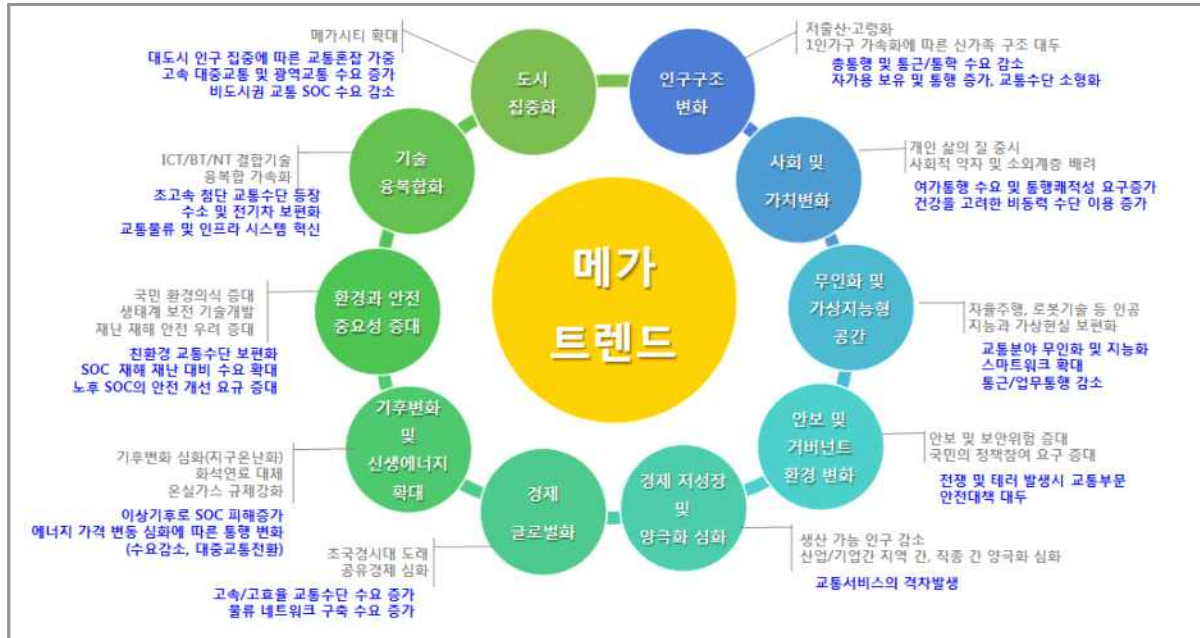 메가
트렌드
인구구조
변화
저출산·고령화
1인가구 가속화에 따른 신가족 구조 대두
총통행 및 통근/통학 수요 감소
자가용 보유 및 통행 증가, 교통수단 소형화
사회 및
가치변화
개인 삶의 질 중시
사회적 약자 및 소외계층 배려
여가통행 수요 및 통행쾌적성 요구증가
건강을 고려한 비동력 수단 이용 증가
무인화 및
가상지능형
공간
자율주행, 로봇기술 등 인공
지능과 가상현실 보편화
교통분야 무인화 및 지능화
스마트워크 확대
통근/업무통행 감소
안보 및
거버넌트
환경 변화
안보 및 보안위험 증대
국민의 정책참여 요구 증대
전쟁 및 테러 발생시 교통부문
안전대책 대두
경제 저성장
및
양극화 심화
생산 가능 인구 감소
산업/기업간 지역 간, 직종 간 양극화 심화
교통서비스의 격차발생
경제
글로벌화
초국경시대 도래
공유경제 심화
고속/고효율 교통수단 수요 증가
물류 네트워크 구축 수요 증가
기후변화
및
신생에너지
확대
기후변화 심화(지구온난화)
화석연료 대체
온실가스 규제강화
이상기후로 SOC 피해증가
에너지 가격 변동 심화에 따른 통행 변화
(수요감소, 대중교통전환)
환경과 안전
중요성 증대
국민 환경의식 증대
생태계 보전 기술개발
재난 재해 안전 우려 증대
친환경 교통수단 보편화
SOC 재해 재난 대비 수요 확대
노후 SOC의 안전 개선 요규 증대
기술
융복합화
ICT/BT/NT 결합기술
융복합 가속화
초고속 첨단 교통수단 등장
수소 및 전기차 보편화
교통물류 및 인프라 시스템 혁신
도시
집중화
메가시티 확대
대도시 인구 집중에 따른 교통혼잡 가중
고속 대중교통 및 광역교통 수요 증가
비도시권 교통 SOC 수요 감소